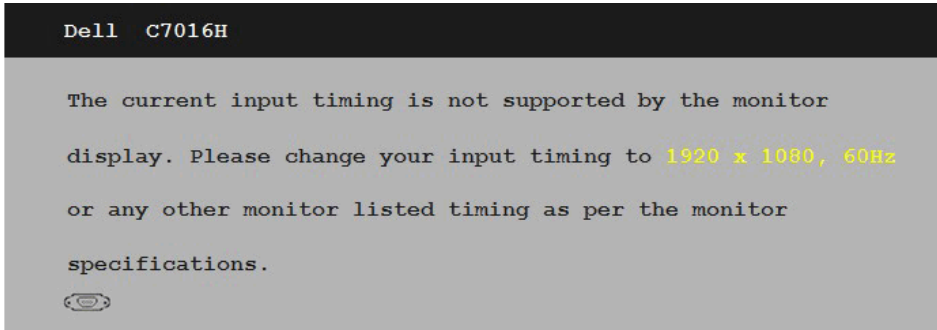 Dell C7016H
The current input timing is not supported by the monitor
display. Please change your input timing to 1920 x 1080, 60Hz
or any other monitor listed timing as per the monitor
specifications.